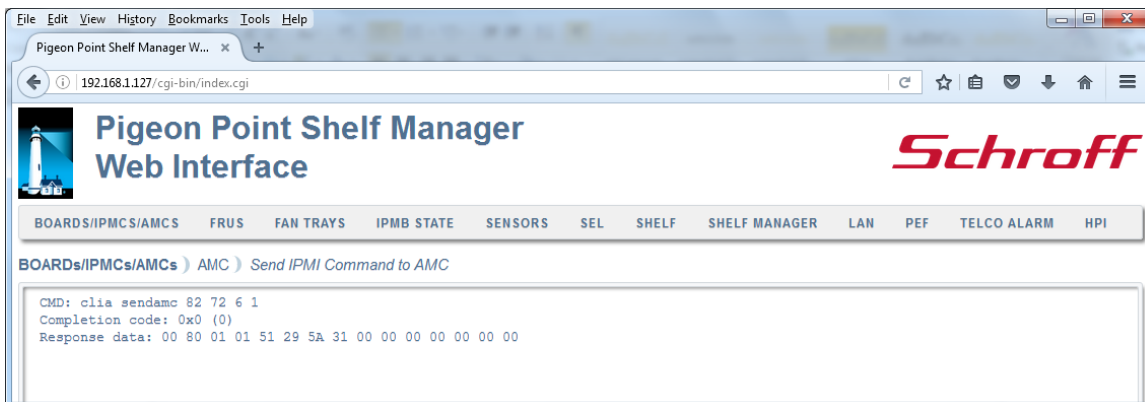 File Edit View History Bookmarks Tools Help
Pigeon Point Shelf Manager W... × +
192.168.1.127/cgi-bin/index.cgi
Pigeon Point Shelf Manager
Web Interface
Schroff
BOARDS/IPMCS/AMCS FRUS FAN TRAYS IPMB STATE SENSORS SEL SHELF SHELF MANAGER LAN PEF TELCO ALARM HPI
BOARDs/IPMCs/AMCs ) AMC ) Send IPMI Command to AMC
CMD: clia sendamc 82 72 6 1
Completion code: 0x0 (0)
Response data: 00 80 01 01 51 29 5A 31 00 00 00 00 00 00 00